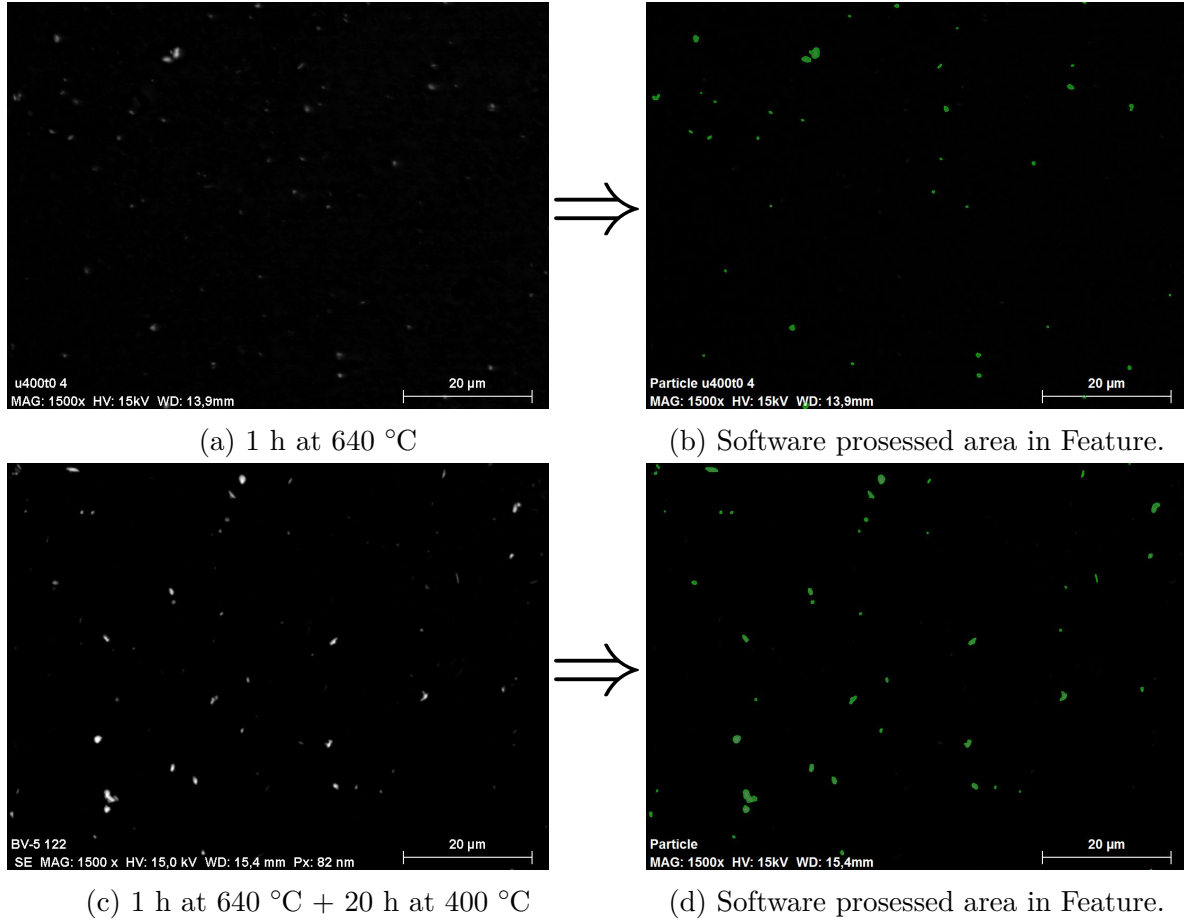 u400t0 4
20 µm
MAG: 1500x HV: 15kV WD: 13,9mm
Particle u400t0 4
20 µm
MAG: 1500x HV: 15kV WD: 13,9mm
(a) 1 h at 640 °C
(b) Software prosessed area in Feature.
BV-5 122
20 µm
SE MAG: 1500 x HV: 15,0 kV WD: 15,4 mm Px: 82 nm
Particle
20 µm
MAG: 1500x HV: 15kV WD: 15,4mm
(c) 1 h at 640 °C + 20 h at 400 °C
(d) Software prosessed area in Feature.